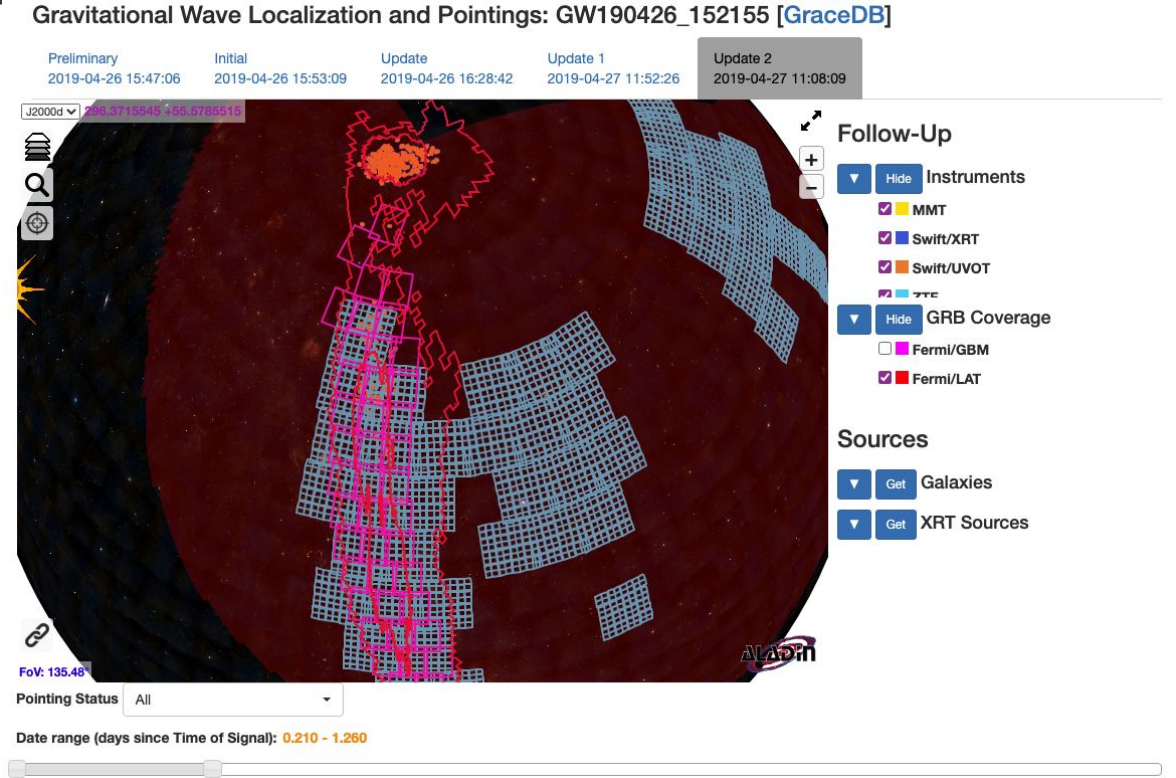 Gravitational Wave Localization and Pointings: GW190426_152155 [GraceDB]
Preliminary
2019-04-26 15:47:06
Initial
2019-04-26 15:53:09
Update
2019-04-26 16:28:42
Update 1
2019-04-27 11:52:26
Update 2
2019-04-27 11:08:09
J2000d 296.3715545 +55.5785515
+
−
Follow-Up
Hide Instruments
MMT
Swift/XRT
Swift/UVOT
ZTF
Hide GRB Coverage
Fermi/GBM
Fermi/LAT
Sources
Get Galaxies
Get XRT Sources
ALADiN
FoV: 135.48°
Pointing Status All
Date range (days since Time of Signal): 0.210 - 1.260